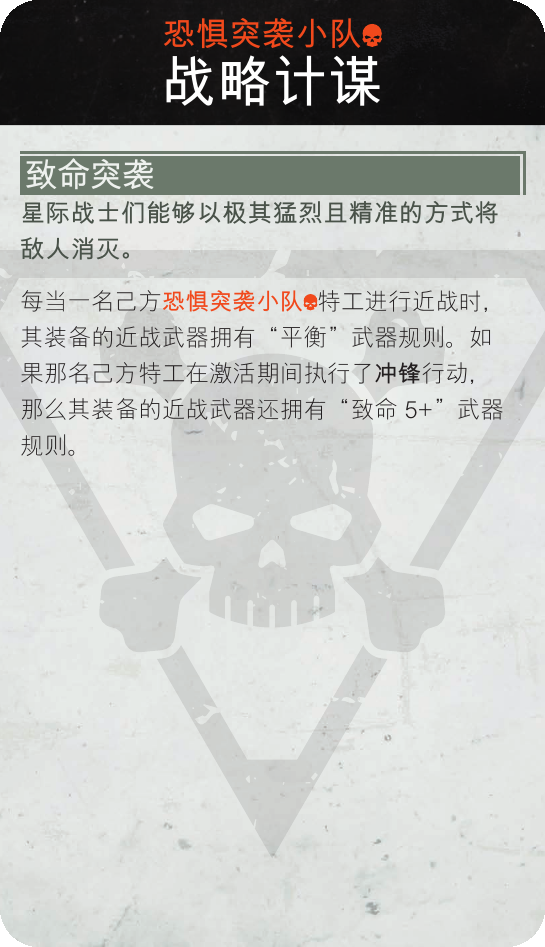 恐惧突袭小队
战略计谋
致命突袭
星际战士们能够以极其猛烈且精准的方式将
敌人消灭。
每当一名己方恐惧突袭小队特工进行近战时，
其装备的近战武器拥有“平衡”武器规则。如
果那名己方特工在激活期间执行了冲锋行动，
那么其装备的近战武器还拥有“致命 5+”武器
规则。